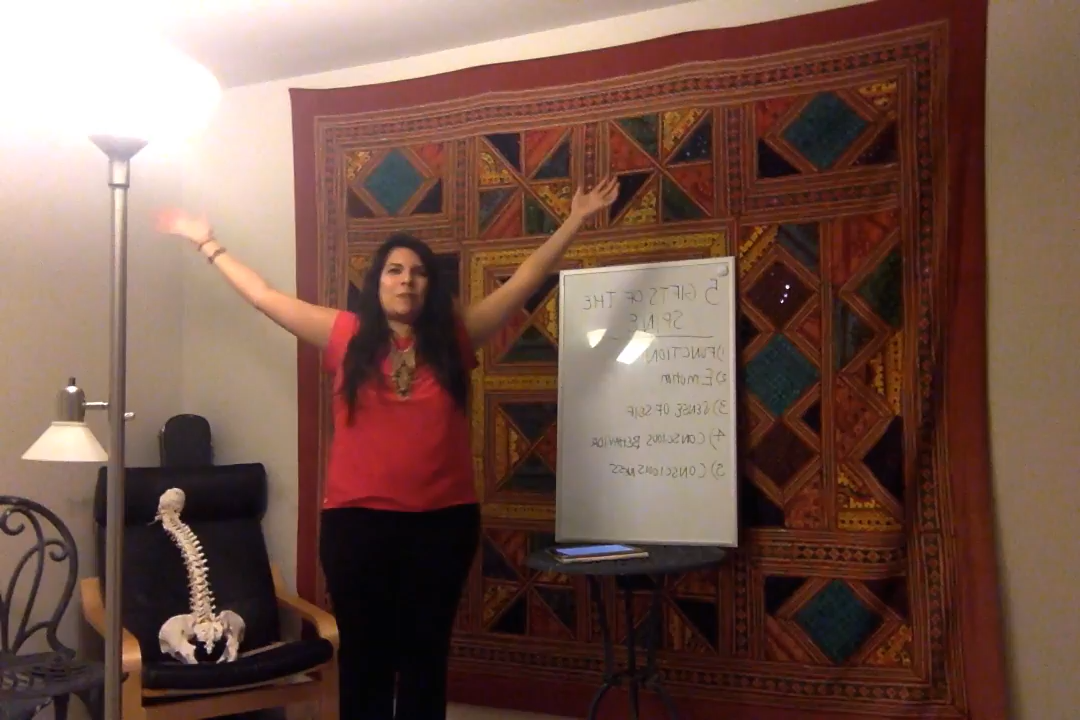 5 GIFTS OF THE
SPINE
1) FUNCTION
2) Emotion
3) SENSE OF SELF
4) CONSCIOUS BEHAVIOR
5) CONSCIOUSNESS